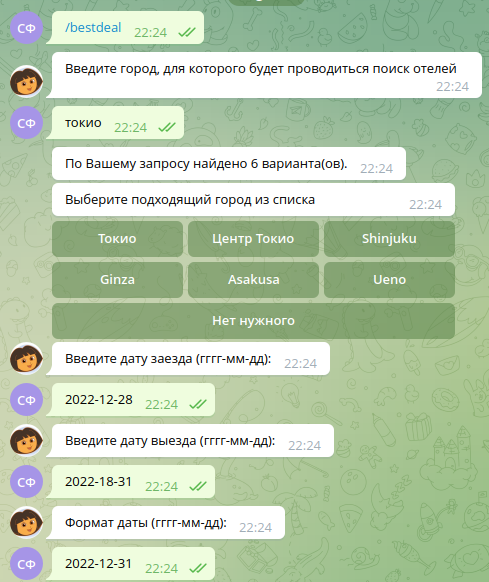 СФ /bestdeal 22:24
Введите город, для которого будет проводиться поиск отелей
22:24
СФ токио 22:24
По Вашему запросу найдено 6 варианта(ов). 22:24
Выберите подходящий город из списка 22:24
Токио Центр Токио Shinjuku
Ginza Asakusa Ueno
Нет нужного
Введите дату заезда (гггг-мм-дд): 22:24
СФ 2022-12-28 22:24
Введите дату выезда (гггг-мм-дд): 22:24
СФ 2022-18-31 22:24
Формат даты (гггг-мм-дд): 22:24
СФ 2022-12-31 22:24